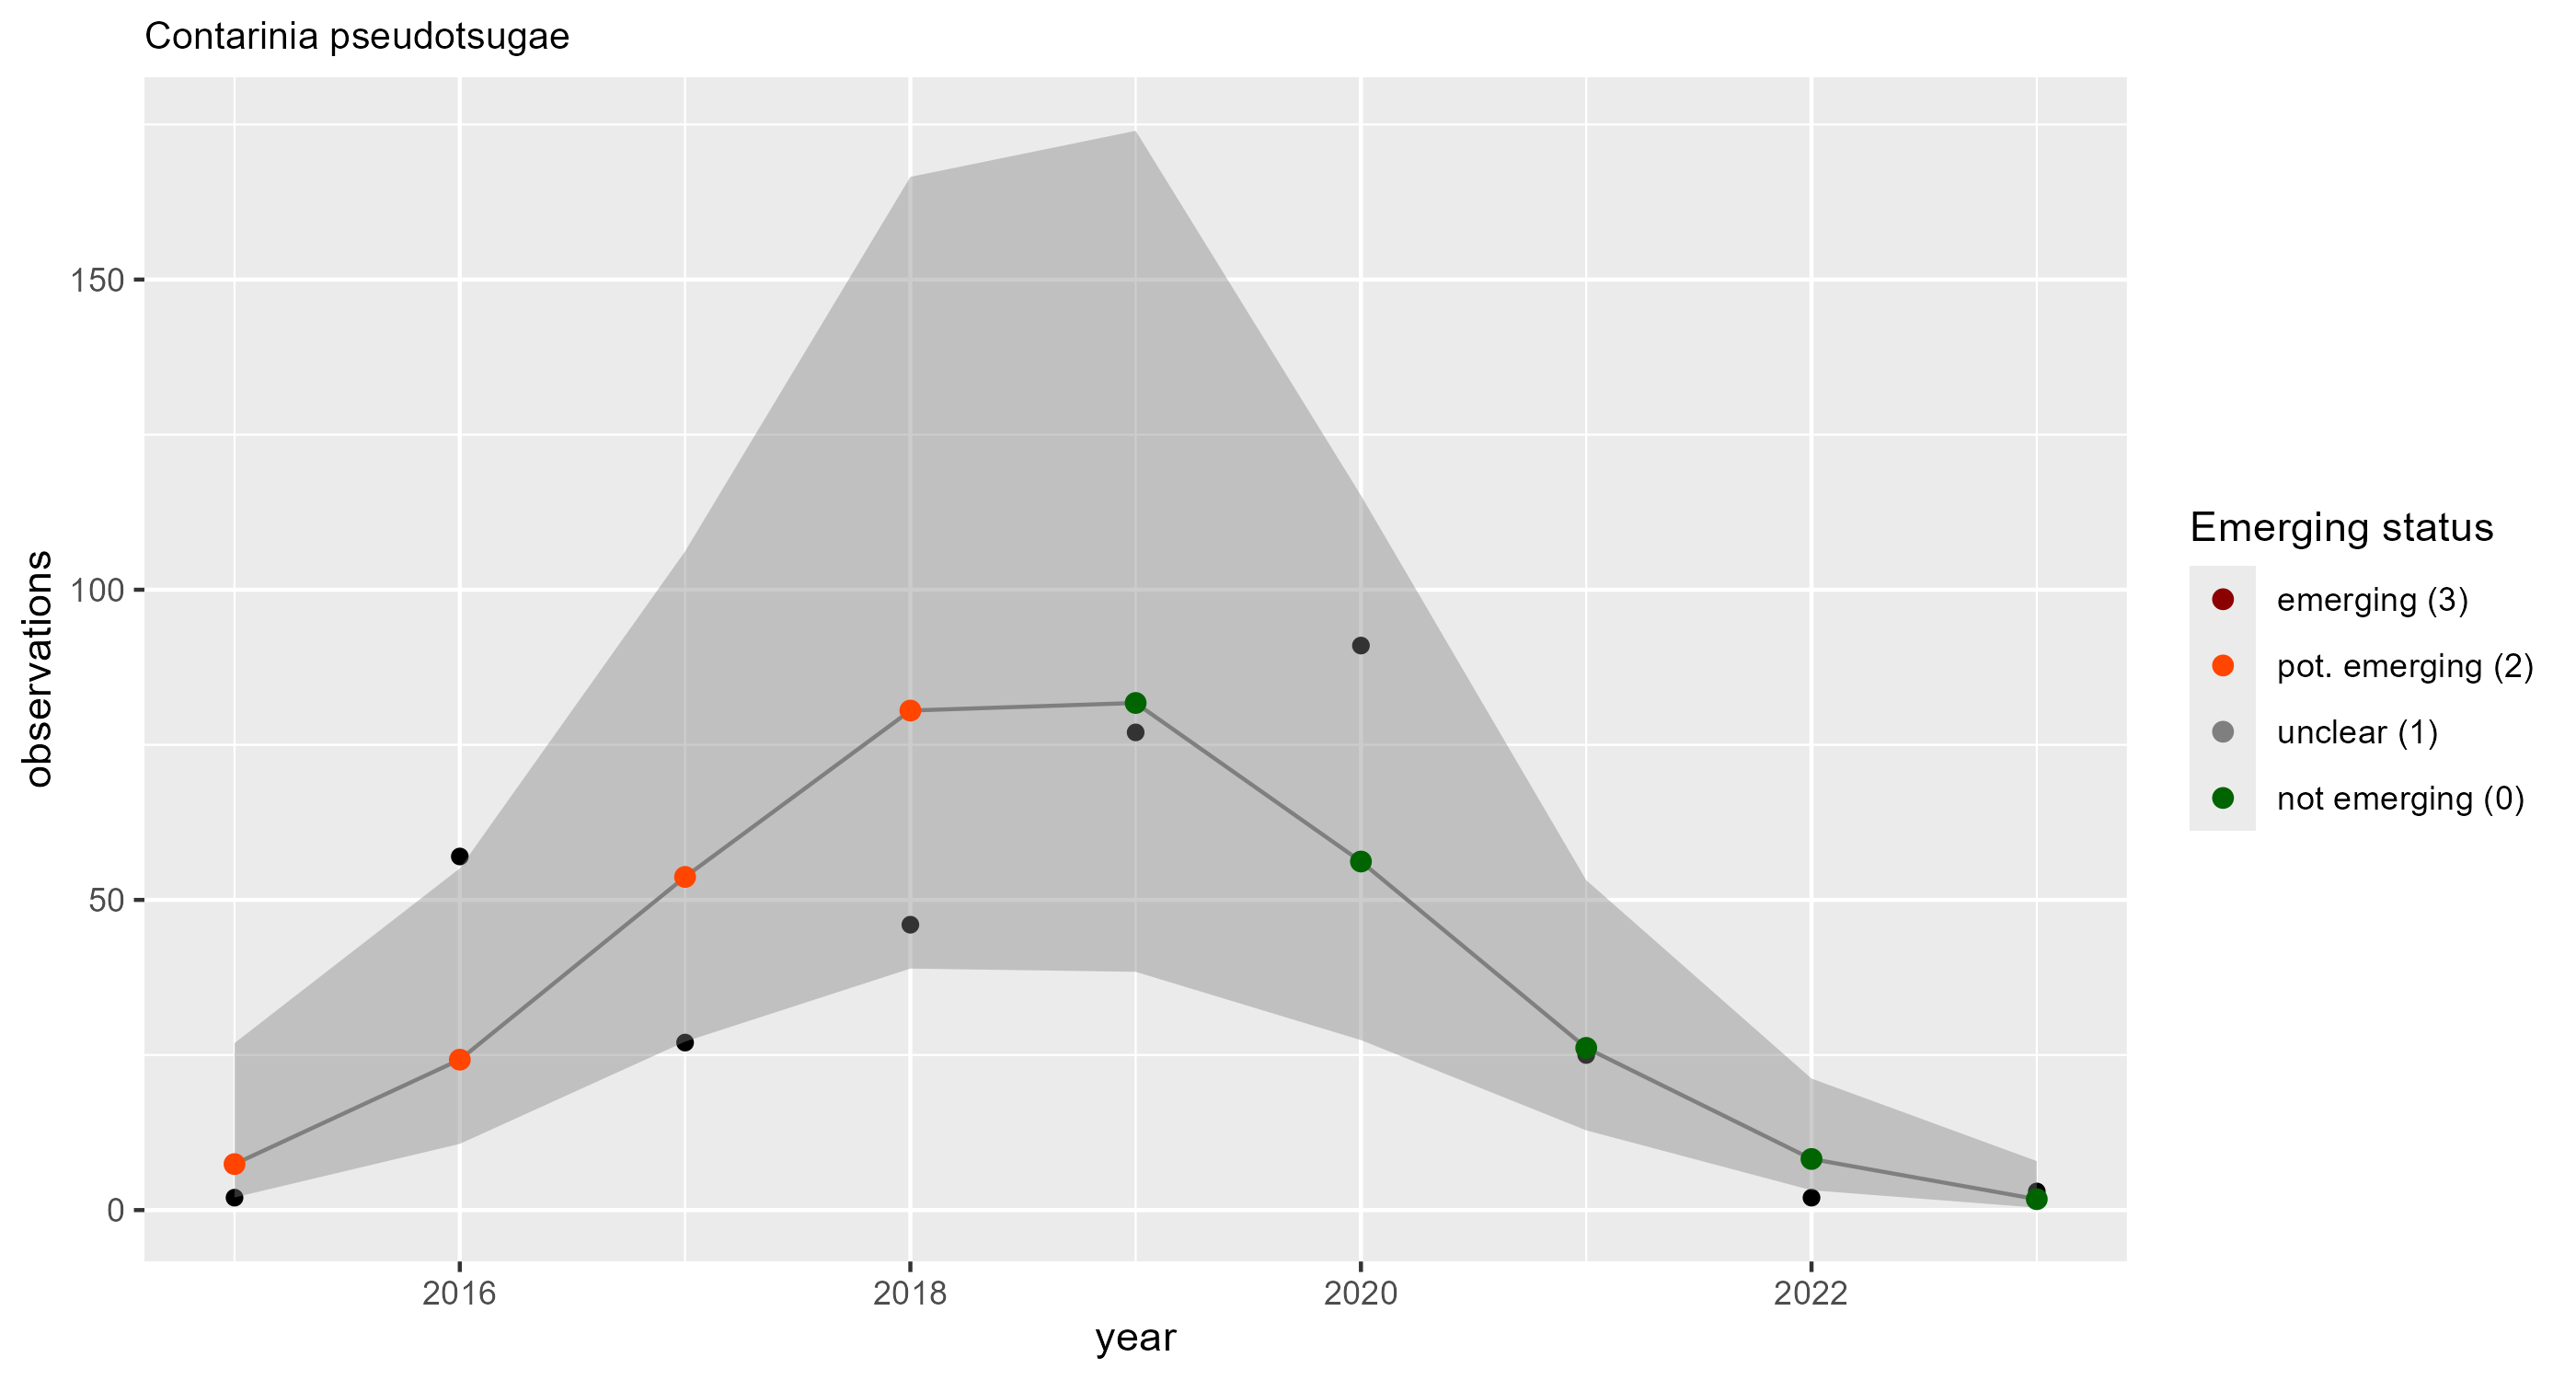 Contarinia pseudotsugae
observations
150
100
50
0
2016
2018
2020
2022
year
Emerging status
emerging (3)
pot. emerging (2)
unclear (1)
not emerging (0)